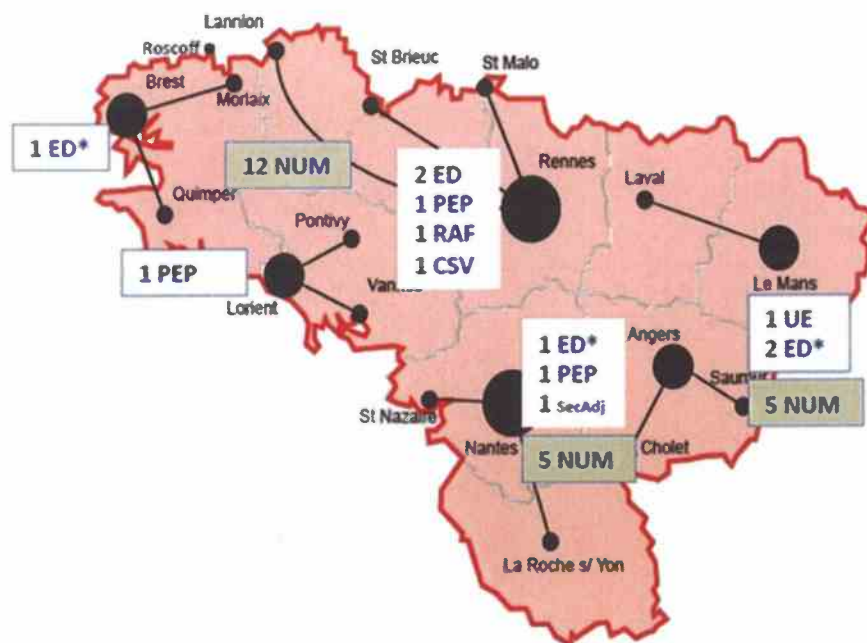 Lannion
Roscoff
St Brieuc
St Malo
Brest
Morlaix
1 ED*
12 NUM
2 ED
1 PEP
1 RAF
1 CSV
Rennes
Laval
Quimper
Pontivy
1 PEP
Lorient
Le Mans
1 UE
2 ED*
1 ED*
1 PEP
1 SecAdj
Angers
5 NUM
St Nazaire
Nantes
5 NUM
Cholet
La Roche s/ Yon